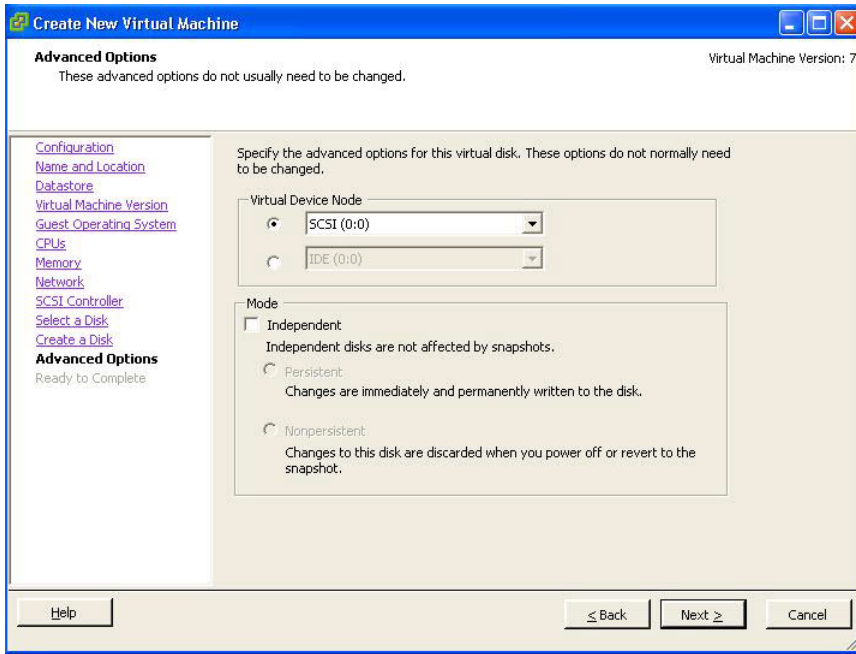 Create New Virtual Machine
Advanced Options
These advanced options do not usually need to be changed.
Virtual Machine Version: 7
Configuration
Name and Location
Datastore
Virtual Machine Version
Guest Operating System
CPUs
Memory
Network
SCSI Controller
Select a Disk
Create a Disk
Advanced Options
Ready to Complete
Specify the advanced options for this virtual disk. These options do not normally need
to be changed.
Virtual Device Node
SCSI (0:0)
IDE (0:0)
Mode
Independent
Independent disks are not affected by snapshots.
Persistent
Changes are immediately and permanently written to the disk.
Nonpersistent
Changes to this disk are discarded when you power off or revert to the
snapshot.
Help
< Back
Next >
Cancel